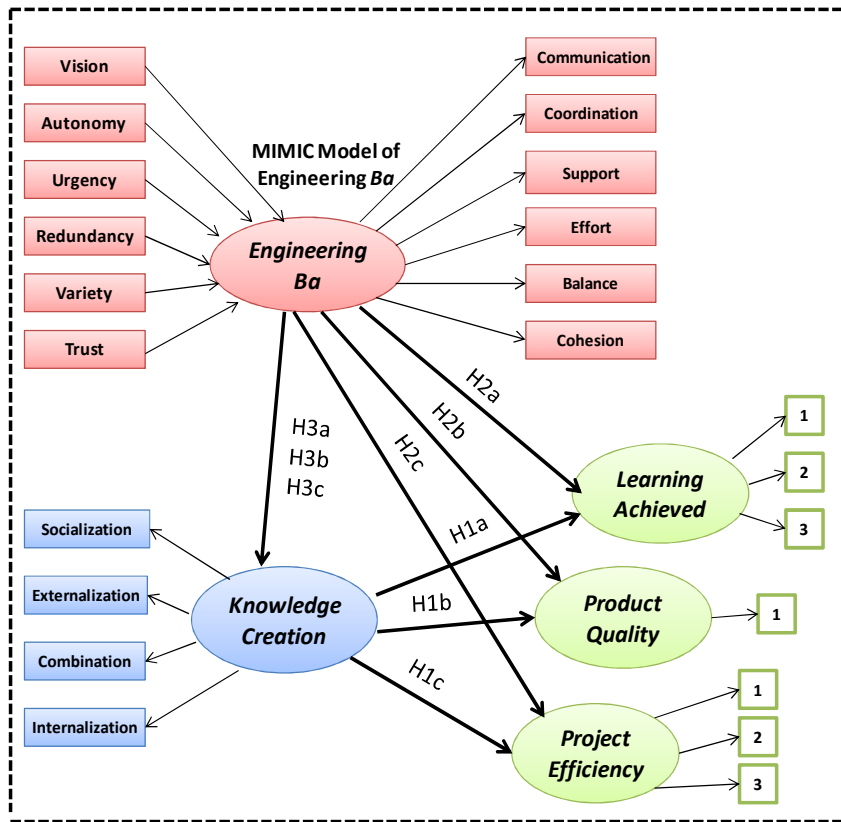 Vision
Autonomy
Urgency
Redundancy
Variety
Trust
MIMIC Model of
Engineering Ba
Engineering
Ba
Communication
Coordination
Support
Effort
Balance
Cohesion
H3a
H3b
H3c
H2a
H2b
H2c
H1a
H1b
H1c
Socialization
Externalization
Combination
Internalization
Knowledge
Creation
Learning
Achieved
1
2
3
Product
Quality
1
Project
Efficiency
1
2
3